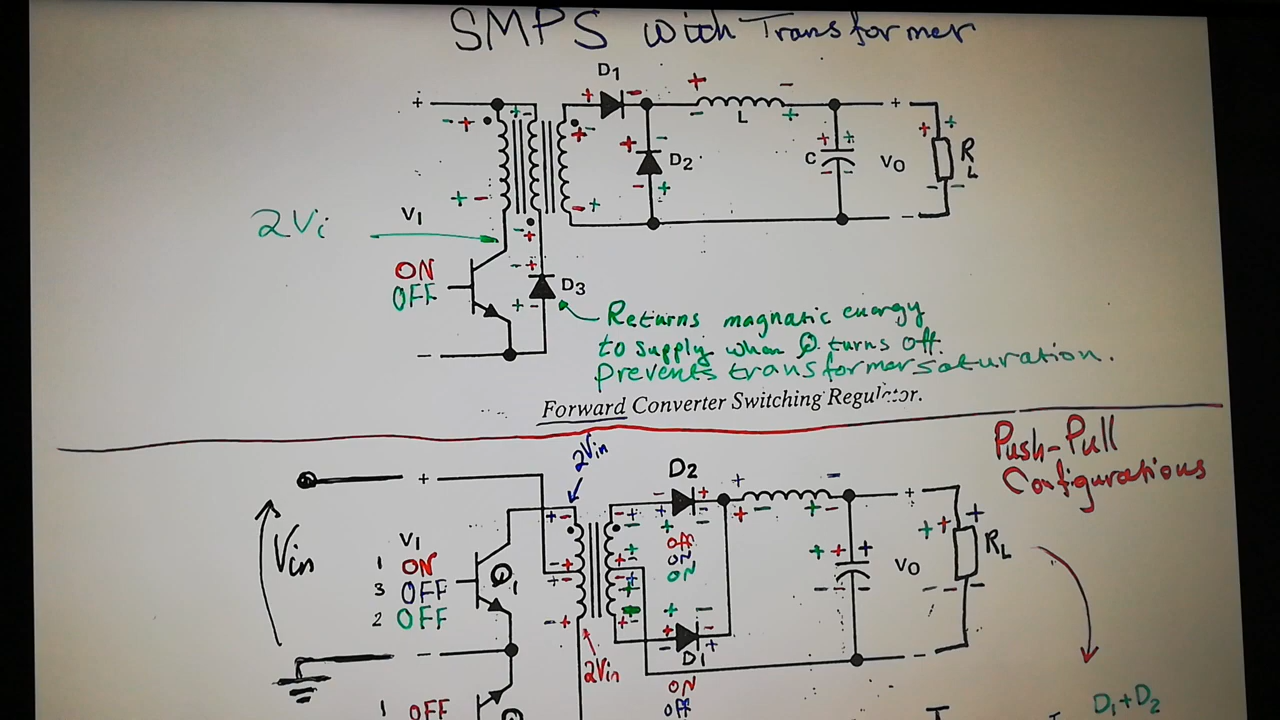 SMPS with Transformer
D1
+ -
+ -
L
- +
+
- +
+ -
D2
C
VO
RL
2Vi
VI
ON
OFF
D3
Returns magnatic energy
to supply when Q turns off.
prevents transformer saturation.
Forward Converter Switching Regulator.
Push-Pull
Configurations
2Vin
D2
+
Vin
VI
1 ON
3 OFF
2 OFF
Q1
OFF
ON
ON
VO
RL
D1
2Vin
ON
OFF
1 OFF
D1+D2